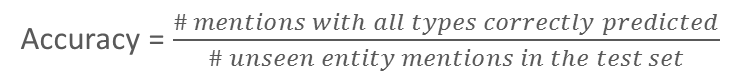 Accuracy = # mentions with all types correctly predicted
# unseen entity mentions in the test set